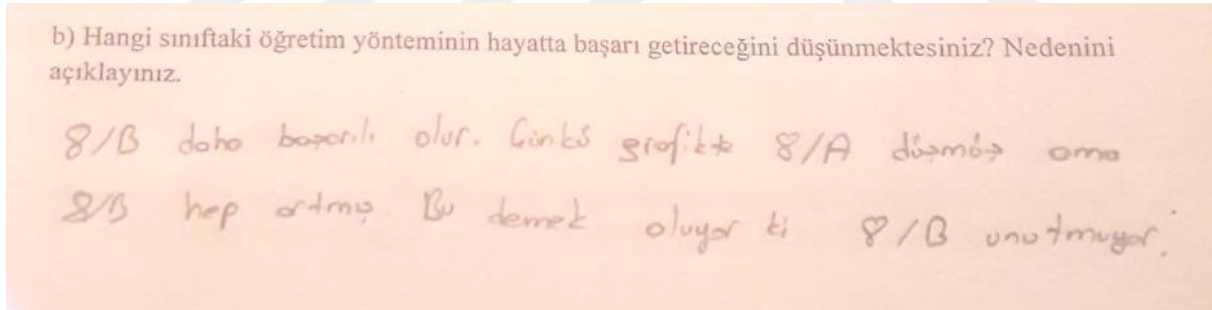 b) Hangi sınıftaki öğretim yönteminin hayatta başarı getireceğini düşünmektesiniz? Nedenini
açıklayınız.
8/B daha başarılı olur. Çünkü grafikte 8/A düşmüş ama
8/B hep artmış Bu demek oluyor ki 8/B unutmuyor.